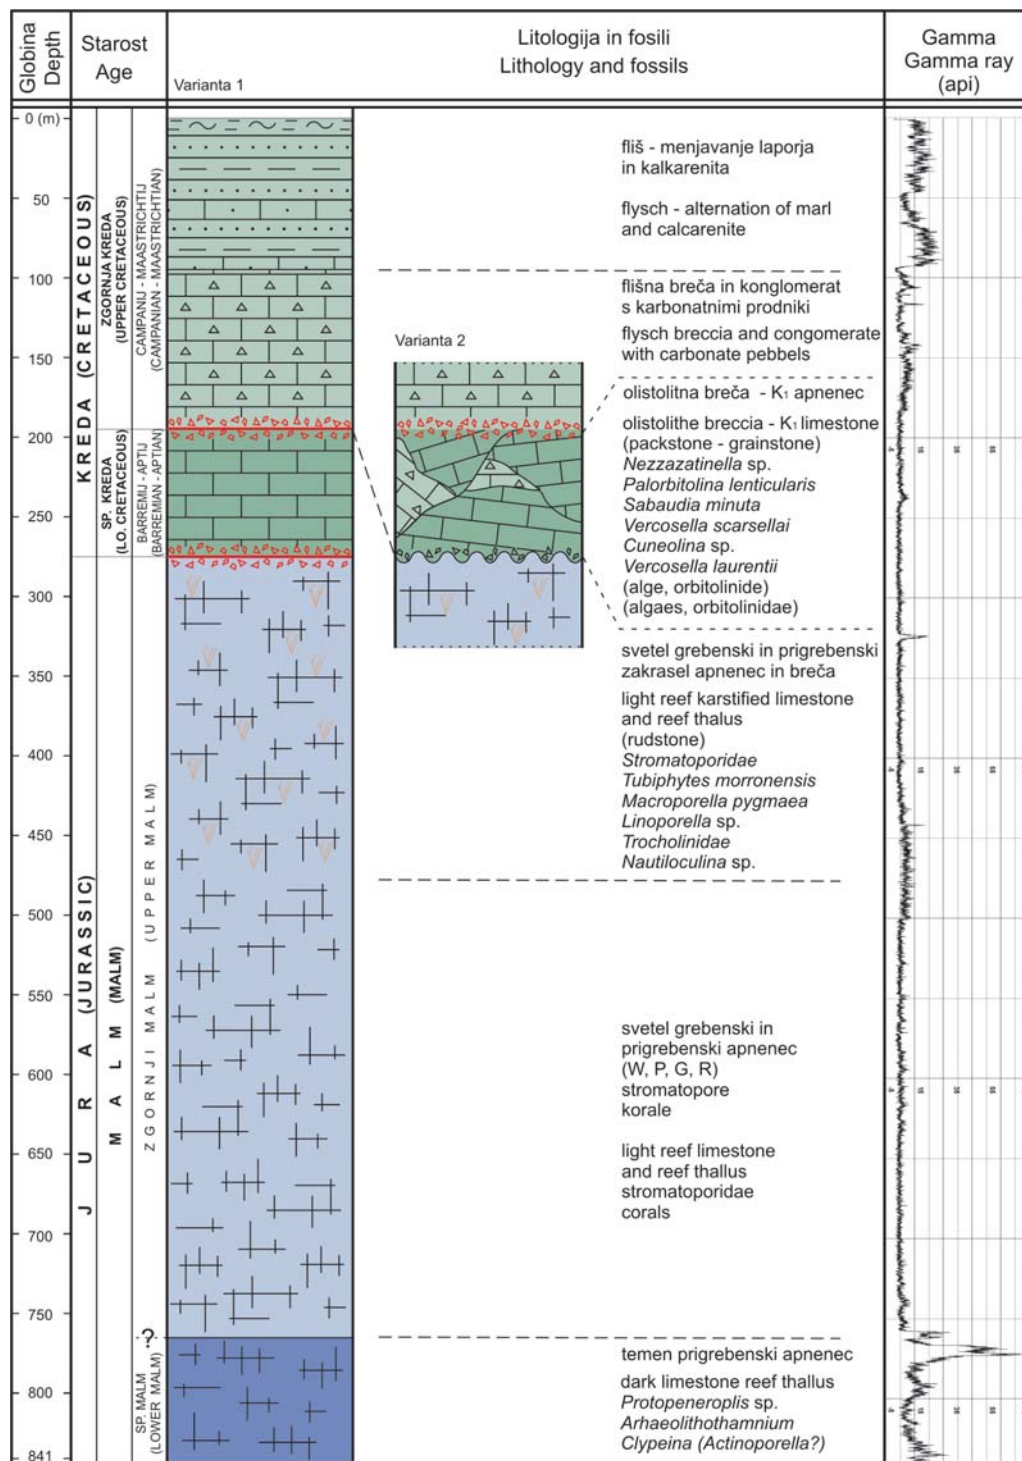 Globina
Depth
Starost
Age
Varianta 1
Litologija in fosili
Lithology and fossils
Gamma
Gamma ray
(api)
0 (m)
50
100
150
200
250
300
350
400
450
500
550
600
650
700
750
800
841
KREDA (CRETACEOUS)
ZGORNJA KREDA
(UPPER CRETACEOUS)
CAMPANIJ - MAASTRICHTIJ
(CAMPANIAN - MAASTRICHTIAN)
SP. KREDA
(LO. CRETACEOUS)
BARREMIJ - APTIJ
(BARREMIAN - APTIAN)
JURA (JURASSIC)
MALM (MALM)
ZGORNJI MALM (UPPER MALM)
?
SP. MALM
(LOWER MALM)
Varianta 2
fliš - menjavanje laporja
in kalkarenita
flysch - alternation of marl
and calcarenite
flišna breča in konglomerat
s karbonatnimi prodniki
flysch breccia and congomerate
with carbonate pebbels
olistolitna breča - K₁ apnenec
olistolithe breccia - K₁ limestone
(packstone - grainstone)
Nezzazatinella sp.
Palorbitolina lenticularis
Sabaudia minuta
Vercosella scarsellai
Cuneolina sp.
Vercosella laurentii
(alge, orbitolinide)
(algaes, orbitolinidae)
svetel grebenski in prigrebenski
zakrasel apnenec in breča
light reef karstified limestone
and reef thalus
(rudstone)
Stromatoporidae
Tubiphytes morronensis
Macroporella pygmaea
Linoporella sp.
Trocholinidae
Nautiloculina sp.
svetel grebenski in
prigrebenski apnenec
(W, P, G, R)
stromatopore
korale
light reef limestone
and reef thallus
stromatoporidae
corals
temen prigrebenski apnenec
dark limestone reef thallus
Protopeneroplis sp.
Arhaeolithothamnium
Clypeina (Actinoporella?)